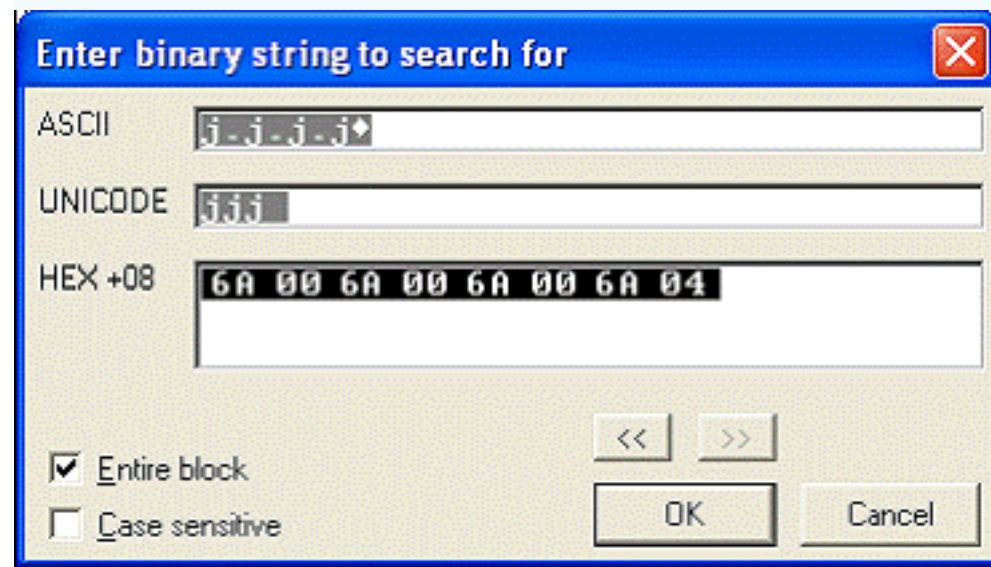 Enter binary string to search for
ASCII j.j.j.j♦
UNICODE jjj
HEX +08 6A 00 6A 00 6A 00 6A 04
<< >>
Entire block
Case sensitive
OK Cancel